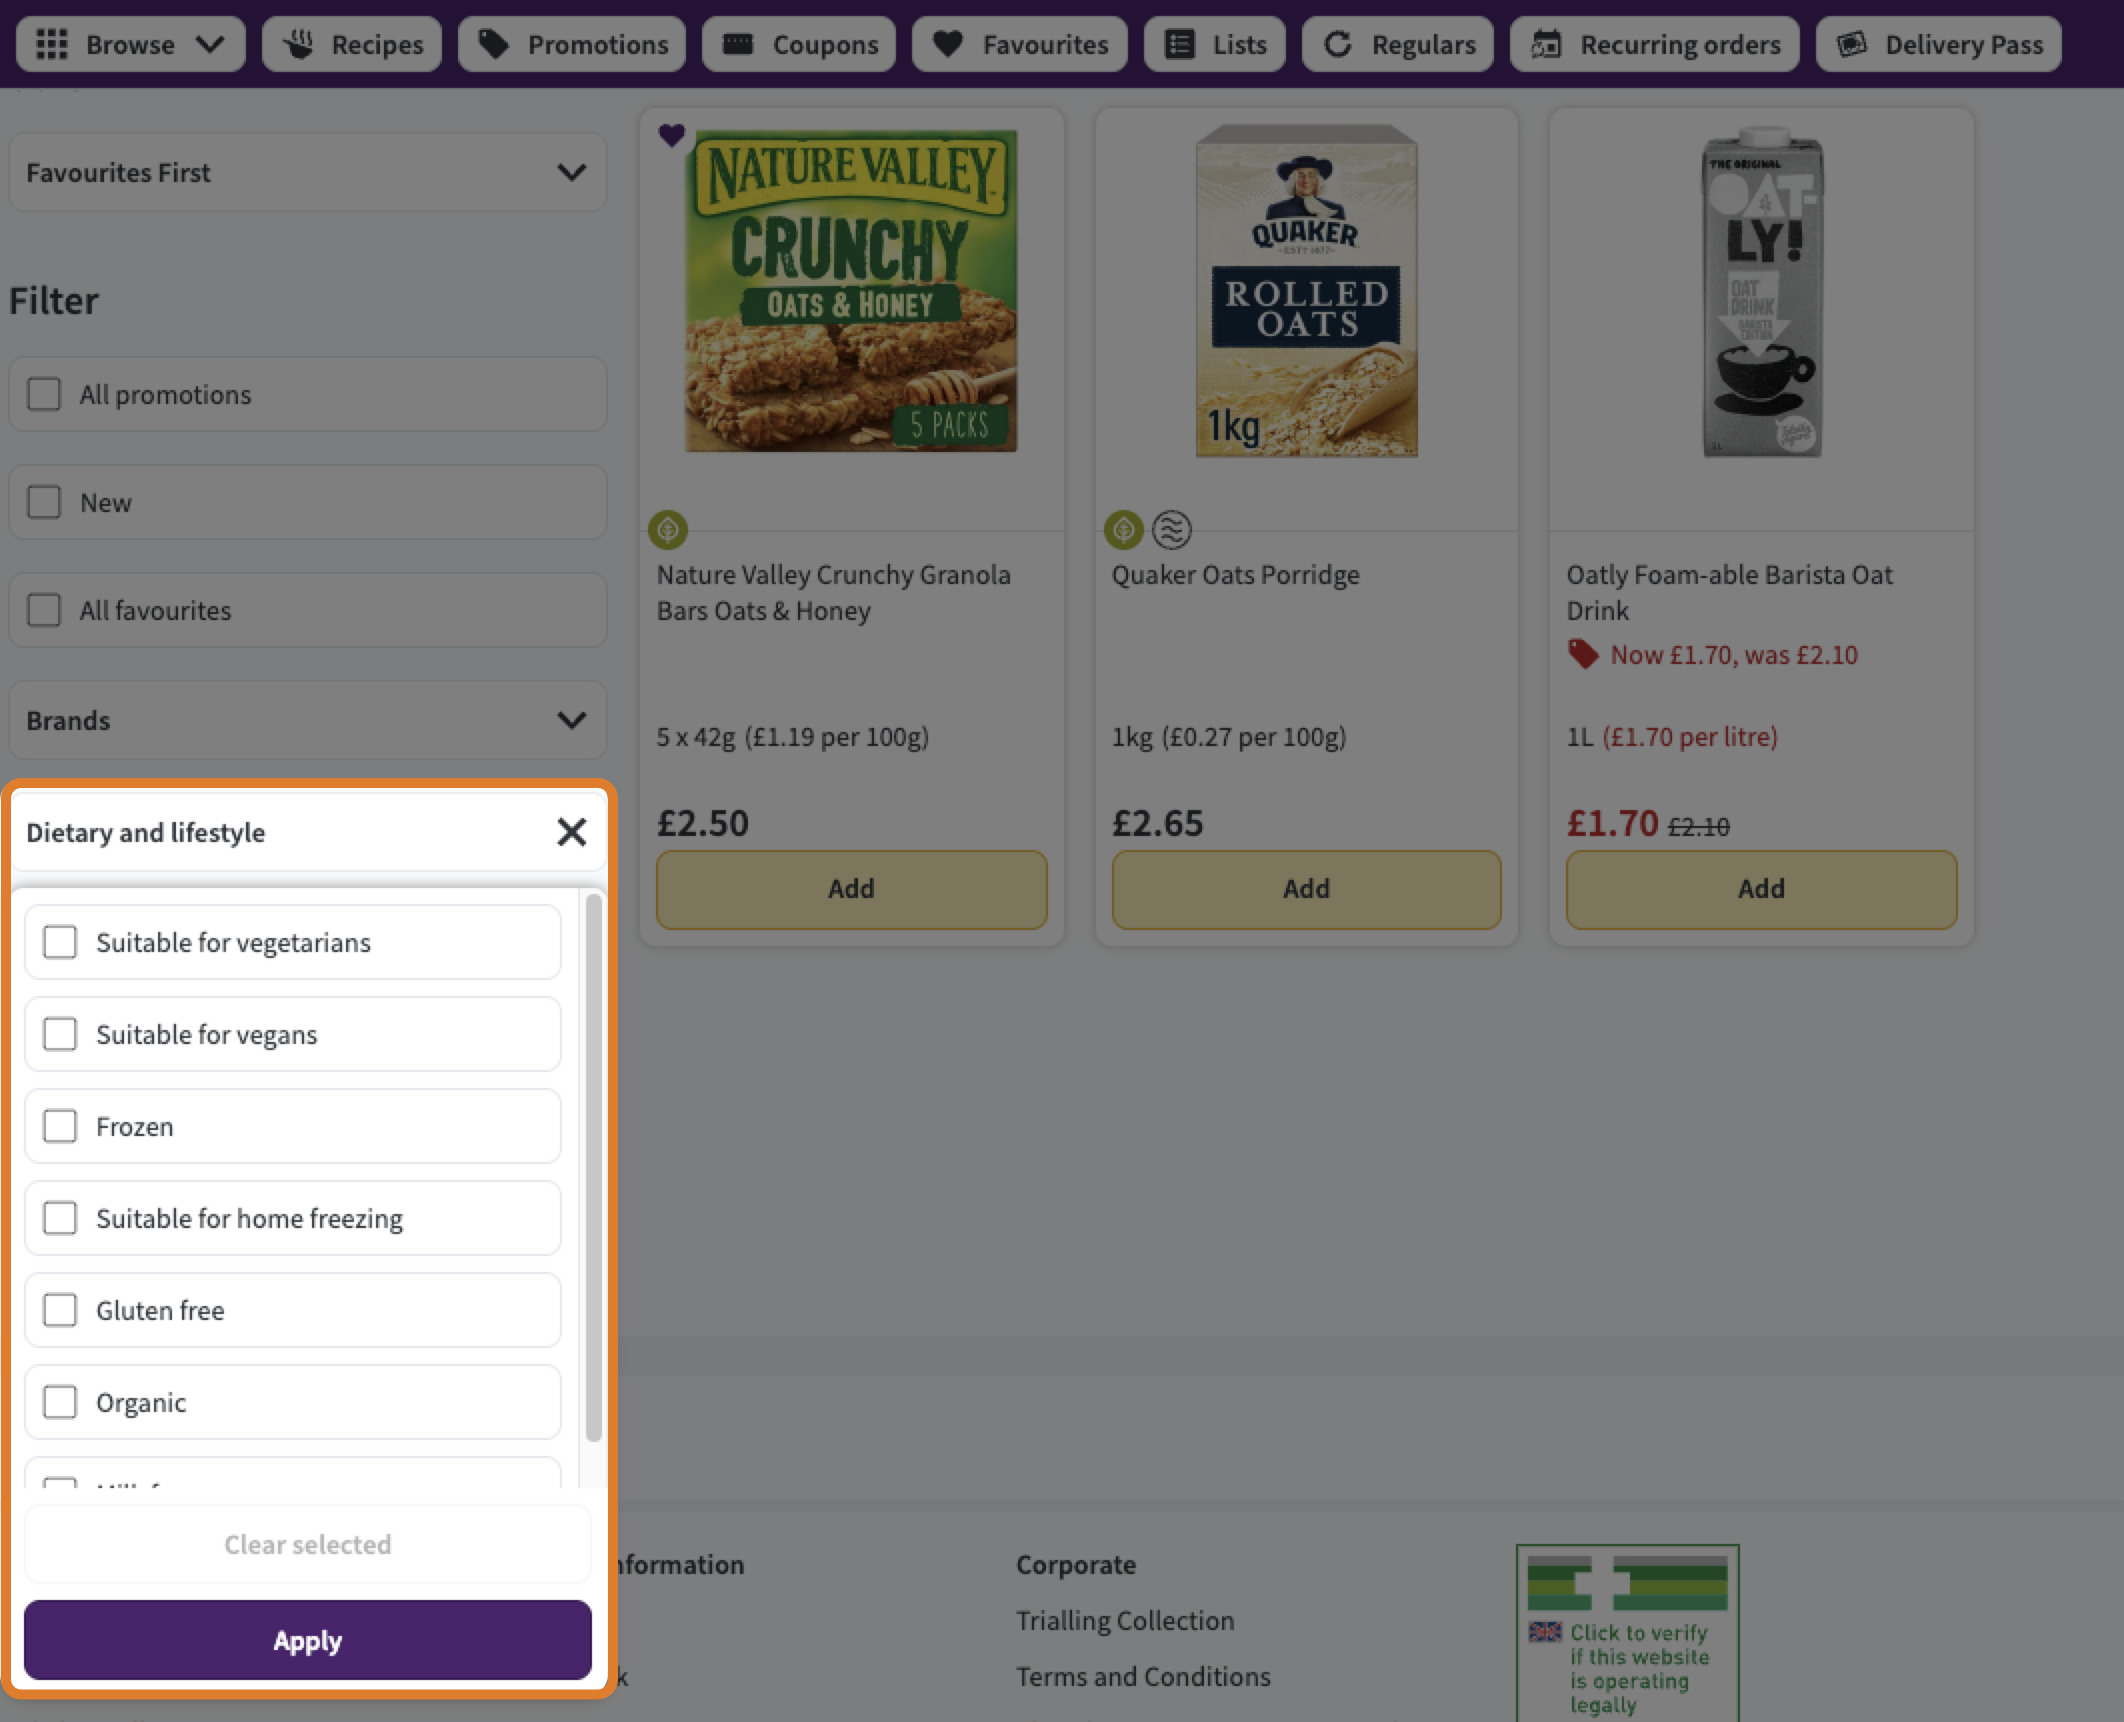 Browse
Recipes
Promotions
Coupons
Favourites
Lists
Regulars
Recurring orders
Delivery Pass
Favourites First
Filter
All promotions
New
All favourites
Brands
Dietary and lifestyle
Suitable for vegetarians
Suitable for vegans
Frozen
Suitable for home freezing
Gluten free
Organic
Clear selected
Apply
NATURE VALLEY
CRUNCHY
OATS & HONEY
5 PACKS
Nature Valley Crunchy Granola
Bars Oats & Honey
5 x 42g (£1.19 per 100g)
£2.50
Add
QUAKER
EST? 1877
ROLLED
OATS
1kg
Quaker Oats Porridge
1kg (£0.27 per 100g)
£2.65
Add
THE ORIGINAL
OAT-
LY!
OAT
DRINK
BARISTA
EDITION
1L
Oatly Foam-able Barista Oat
Drink
Now £1.70, was £2.10
1L (£1.70 per litre)
£1.70 £2.10
Add
Corporate
Trialling Collection
Terms and Conditions
Click to verify
if this website
is operating
legally